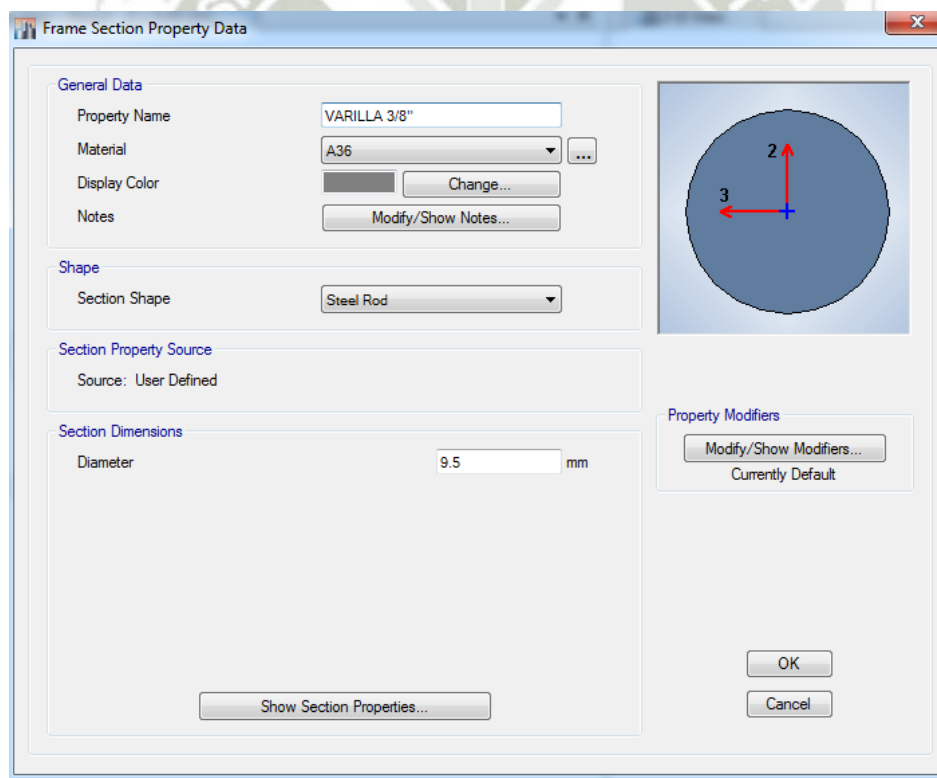 Frame Section Property Data
General Data
Property Name VARILLA 3/8"
Material A36 ...
Display Color Change...
Notes Modify/Show Notes...
2
3
Shape
Section Shape Steel Rod
Section Property Source
Source: User Defined
Section Dimensions
Diameter 9.5 mm
Property Modifiers
Modify/Show Modifiers...
Currently Default
Show Section Properties...
OK
Cancel